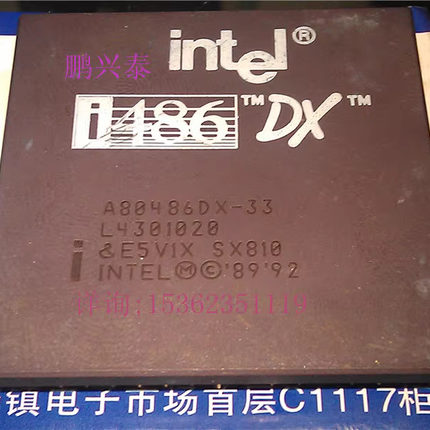 intel®
鹏兴泰
i486™ DX™
A80486DX-33
L4301020
i &E5VIX SX810
INTELⓂ©'89'92
详询:15362351119
镇电子市场首层C1117柜